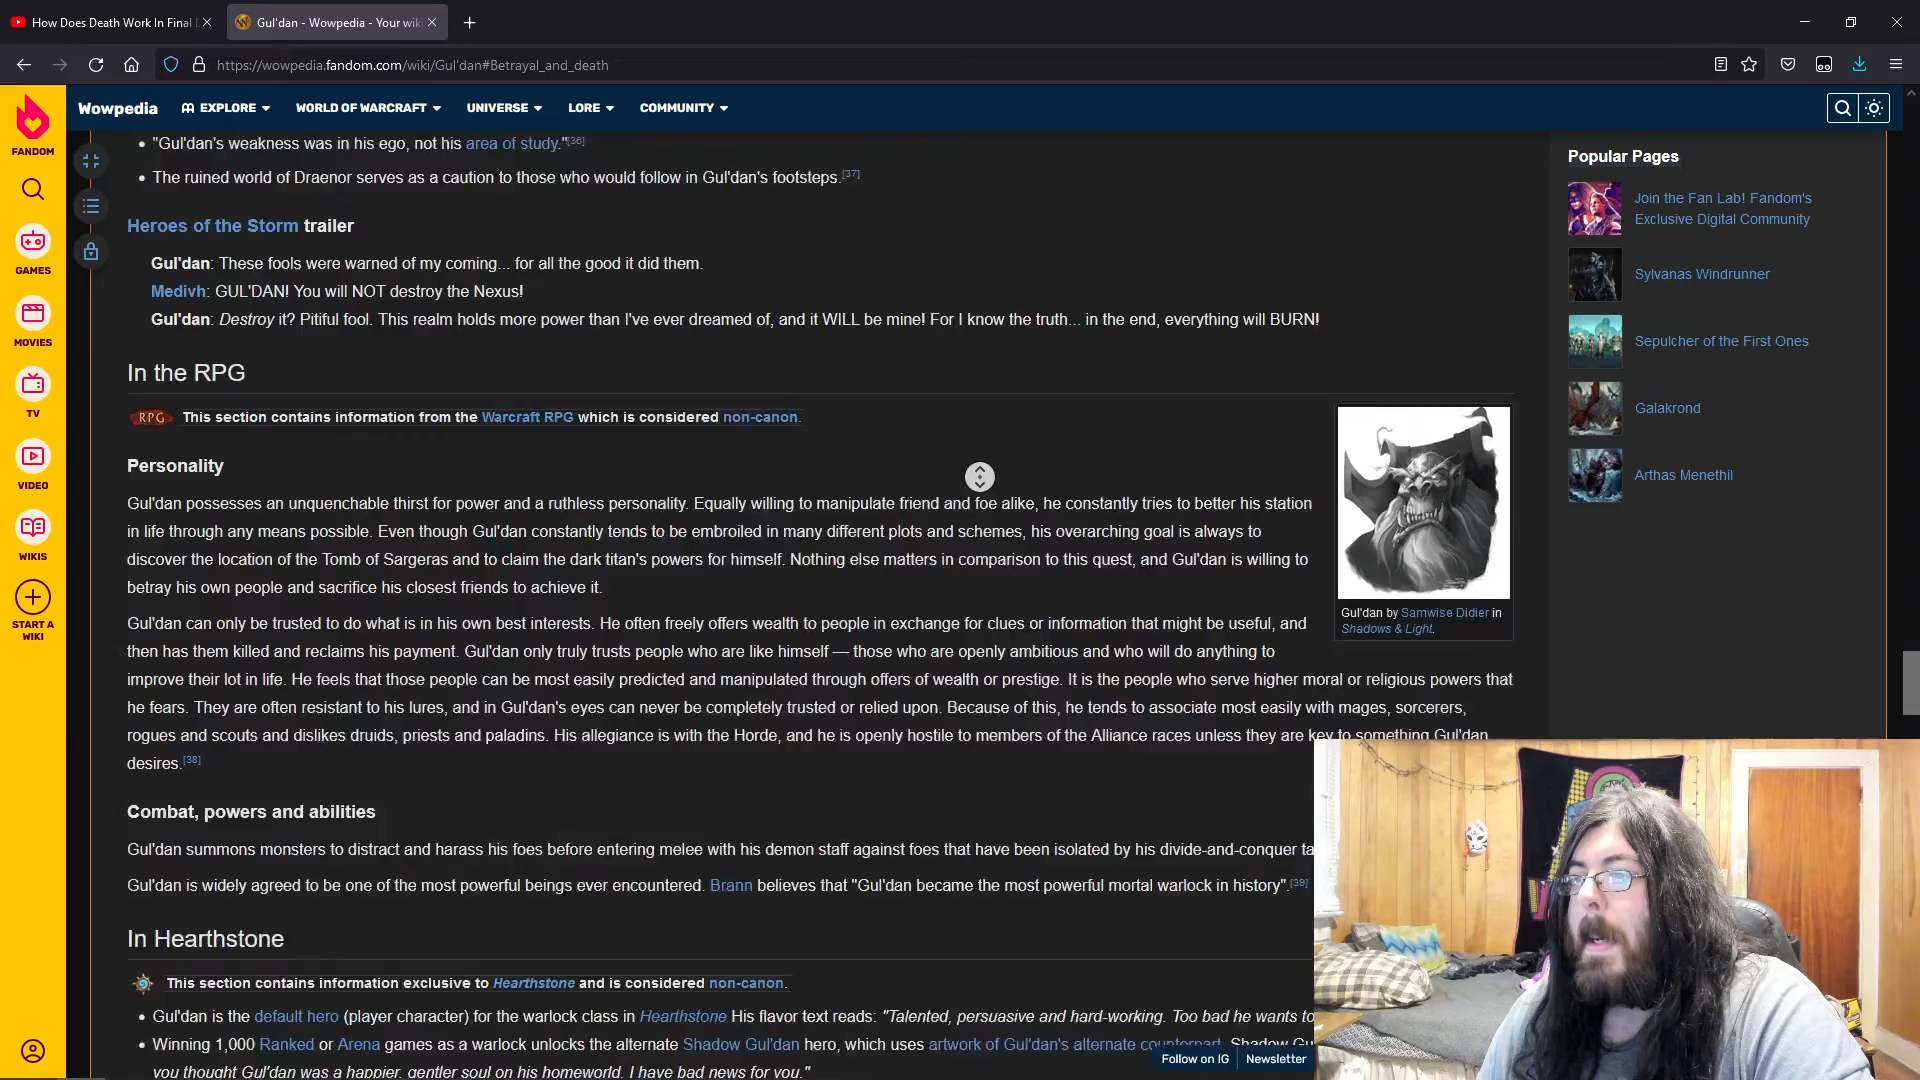 How Does Death Work In Final
Gul'dan - Wowpedia - Your wiki
https://wowpedia.fandom.com/wiki/Gul'dan#Betrayal_and_death
FANDOM
GAMES
MOVIES
TV
VIDEO
WIKIS
START A
WIKI
Wowpedia
EXPLORE
WORLD OF WARCRAFT
UNIVERSE
LORE
COMMUNITY
• "Gul'dan's weakness was in his ego, not his area of study."[36]
• The ruined world of Draenor serves as a caution to those who would follow in Gul'dan's footsteps.[37]
Heroes of the Storm trailer
Gul'dan: These fools were warned of my coming... for all the good it did them.
Medivh: GUL'DAN! You will NOT destroy the Nexus!
Gul'dan: Destroy it? Pitiful fool. This realm holds more power than I've ever dreamed of, and it WILL be mine! For I know the truth... in the end, everything will BURN!
In the RPG
RPG This section contains information from the Warcraft RPG which is considered non-canon.
Personality
Gul'dan possesses an unquenchable thirst for power and a ruthless personality. Equally willing to manipulate friend and foe alike, he constantly tries to better his station
in life through any means possible. Even though Gul'dan constantly tends to be embroiled in many different plots and schemes, his overarching goal is always to
discover the location of the Tomb of Sargeras and to claim the dark titan's powers for himself. Nothing else matters in comparison to this quest, and Gul'dan is willing to
betray his own people and sacrifice his closest friends to achieve it.
Gul'dan can only be trusted to do what is in his own best interests. He often freely offers wealth to people in exchange for clues or information that might be useful, and
then has them killed and reclaims his payment. Gul'dan only truly trusts people who are like himself — those who are openly ambitious and who will do anything to
improve their lot in life. He feels that those people can be most easily predicted and manipulated through offers of wealth or prestige. It is the people who serve higher moral or religious powers that
he fears. They are often resistant to his lures, and in Gul'dan's eyes can never be completely trusted or relied upon. Because of this, he tends to associate most easily with mages, sorcerers,
rogues and scouts and dislikes druids, priests and paladins. His allegiance is with the Horde, and he is openly hostile to members of the Alliance races unless they are key to something Gul'dan
desires.[38]
Gul'dan by Samwise Didier in
Shadows & Light.
Combat, powers and abilities
Gul'dan summons monsters to distract and harass his foes before entering melee with his demon staff against foes that have been isolated by his divide-and-conquer ta
Gul'dan is widely agreed to be one of the most powerful beings ever encountered. Brann believes that "Gul'dan became the most powerful mortal warlock in history".[39]
In Hearthstone
This section contains information exclusive to Hearthstone and is considered non-canon.
• Gul'dan is the default hero (player character) for the warlock class in Hearthstone His flavor text reads: "Talented, persuasive and hard-working. Too bad he wants to
• Winning 1,000 Ranked or Arena games as a warlock unlocks the alternate Shadow Gul'dan hero, which uses artwork of Gul'dan's alternate counterpart. Shadow Gu
you thought Gul'dan was a happier, gentler soul on his homeworld, I have bad news for you."
Follow on IG
Newsletter
Popular Pages
Join the Fan Lab! Fandom's
Exclusive Digital Community
Sylvanas Windrunner
Sepulcher of the First Ones
Galakrond
Arthas Menethil